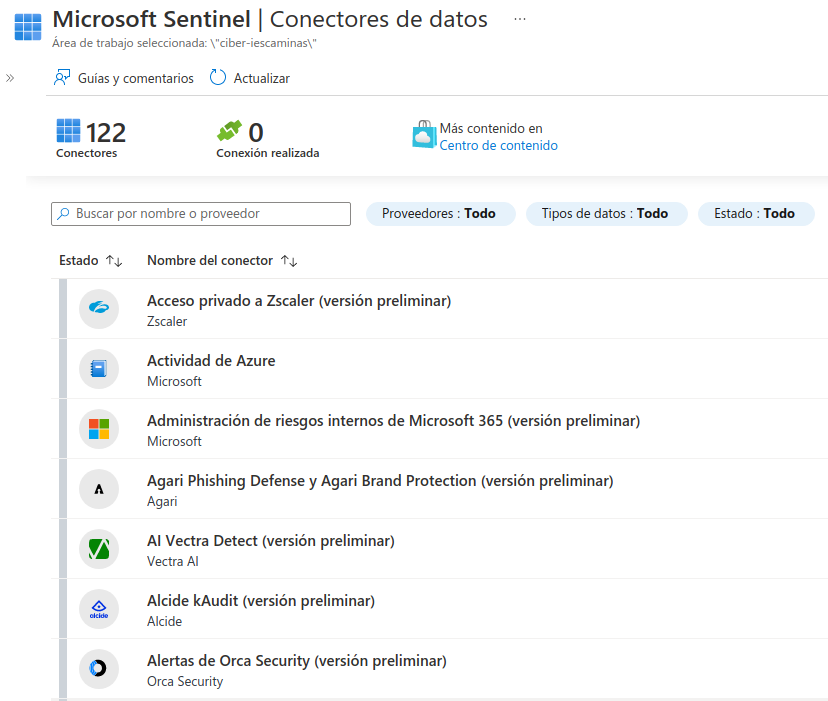 Microsoft Sentinel | Conectores de datos ...
Área de trabajo seleccionada: \"ciber-iescaminas\"
Guías y comentarios
Actualizar
122
Conectores
0
Conexión realizada
Más contenido en
Centro de contenido
Buscar por nombre o proveedor
Proveedores : Todo
Tipos de datos : Todo
Estado : Todo
Estado
Nombre del conector
Acceso privado a Zscaler (versión preliminar)
Zscaler
Actividad de Azure
Microsoft
Administración de riesgos internos de Microsoft 365 (versión preliminar)
Microsoft
Agari Phishing Defense y Agari Brand Protection (versión preliminar)
Agari
AI Vectra Detect (versión preliminar)
Vectra AI
alcide
Alcide kAudit (versión preliminar)
Alcide
Alertas de Orca Security (versión preliminar)
Orca Security